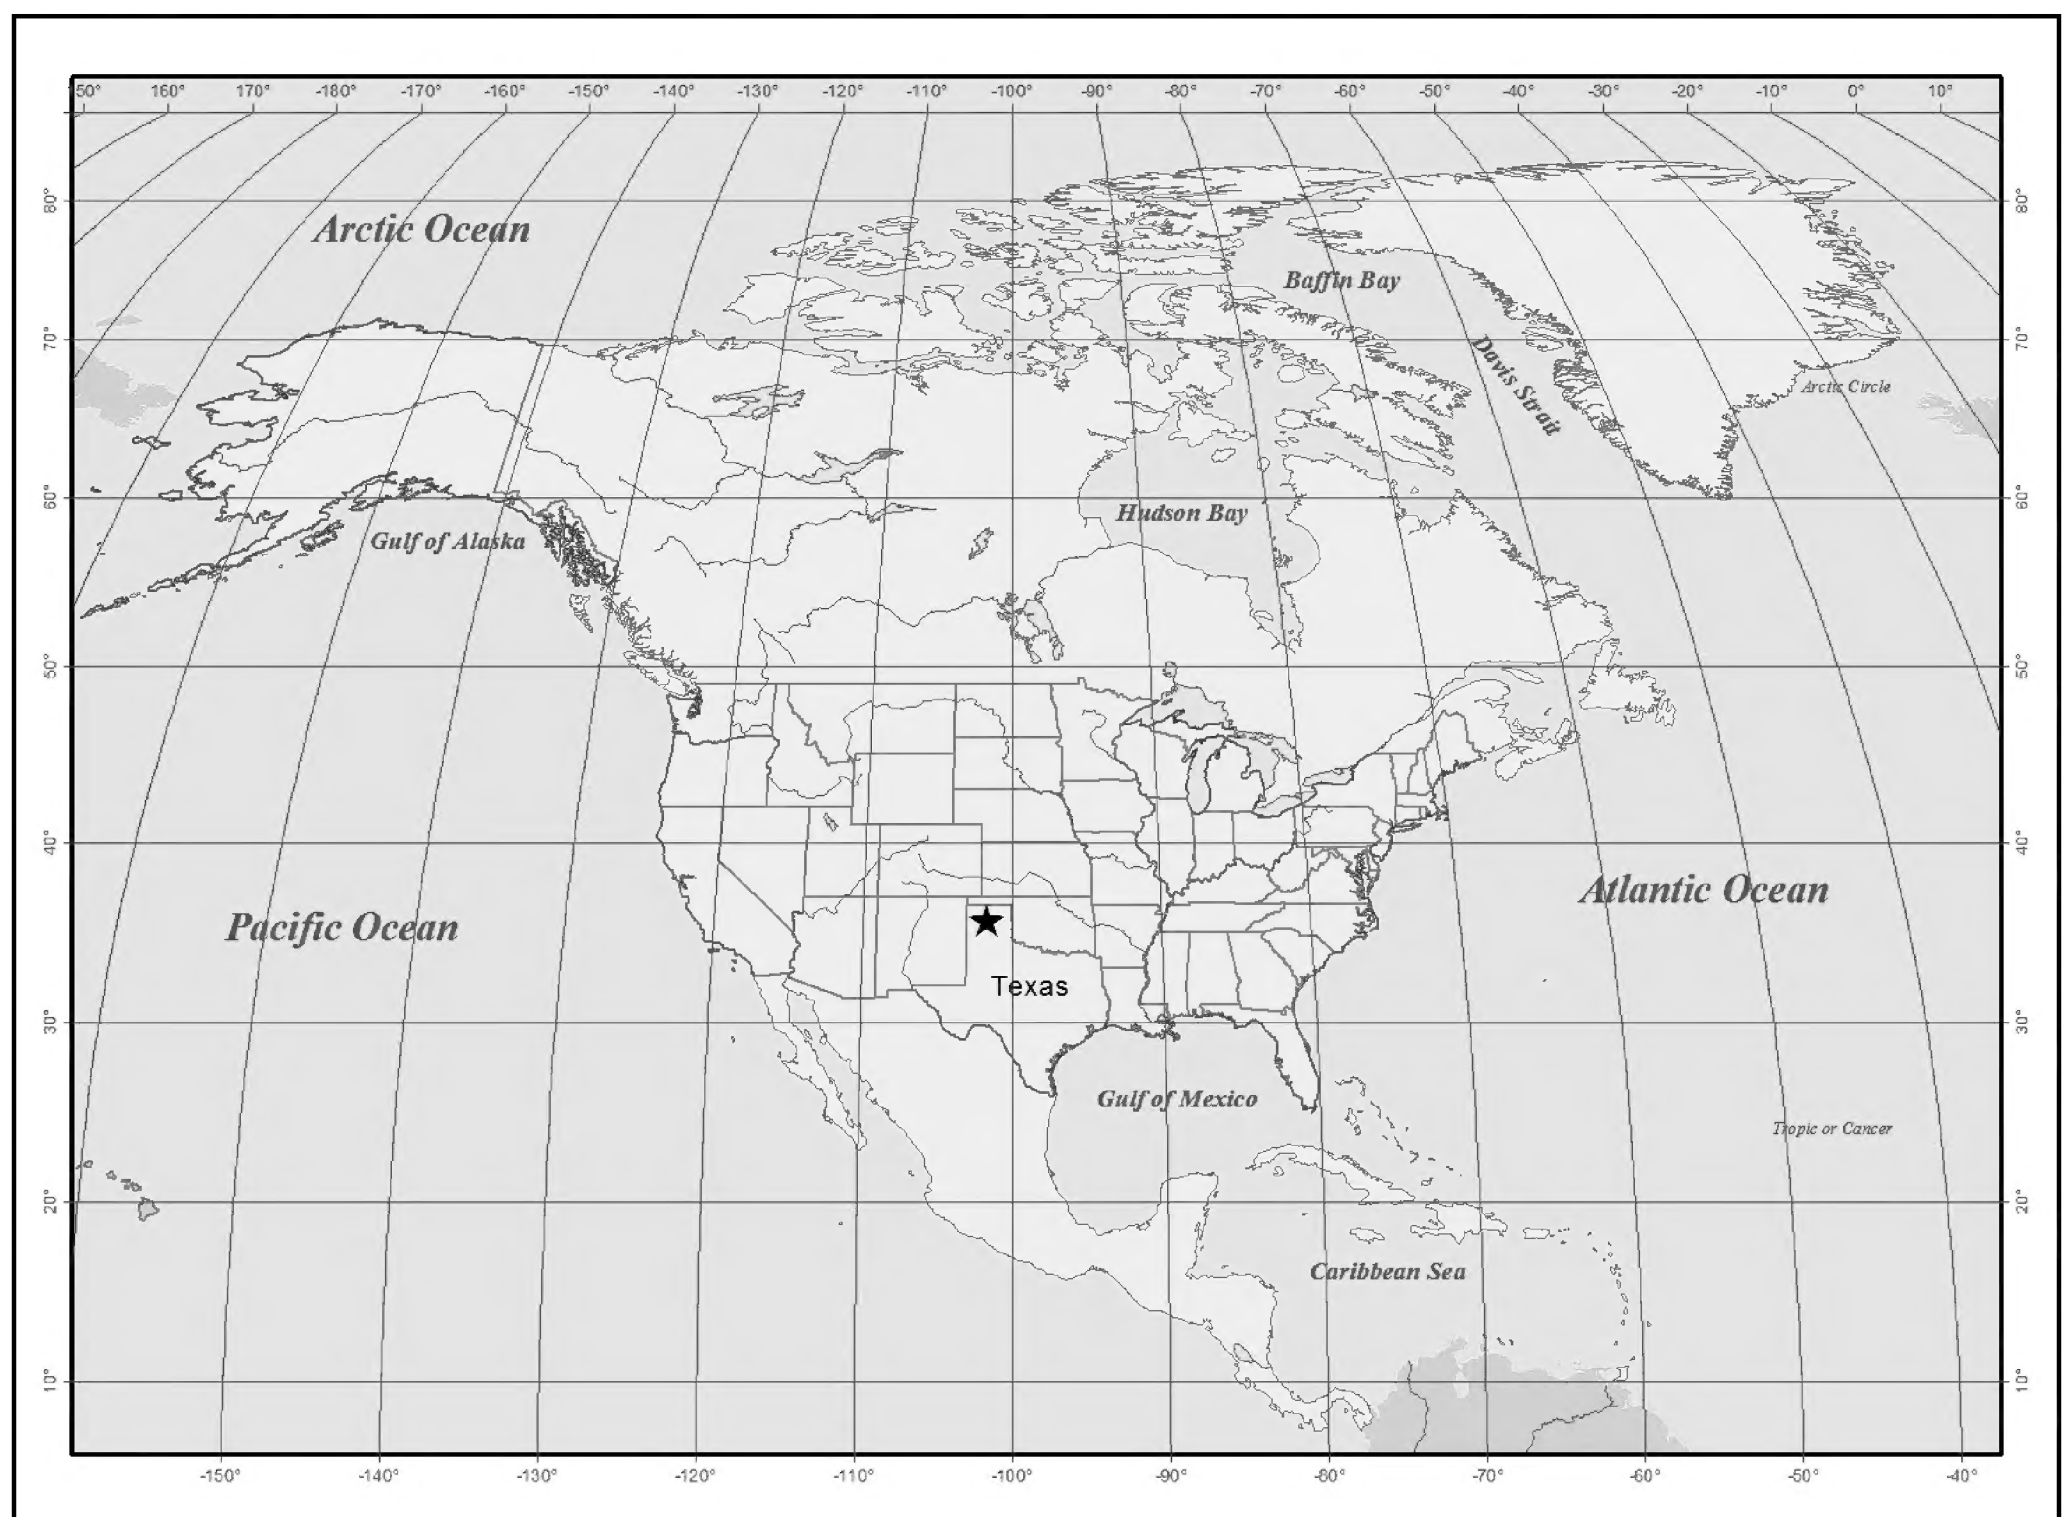 50° 160° 170° -180° -170° -160° -150° -140° -130° -120° -110° -100° -90° -80° -70° -60° -50° -40° -30° -20° -10° 0° 10°
80° 80°
Arctic Ocean
Baffin Bay
70° 70°
Davis Strait
Arctic Circle
60° 60°
Hudson Bay
Gulf of Alaska
50° 50°
40° 40°
Atlantic Ocean
Pacific Ocean
Texas
30° 30°
Gulf of Mexico
Tropic or Cancer
20° 20°
Caribbean Sea
10° 10°
-150° -140° -130° -120° -110° -100° -90° -80° -70° -60° -50° -40°